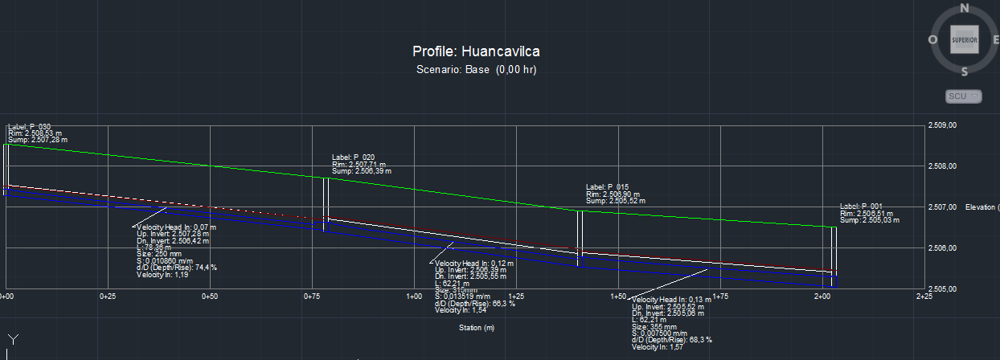 N
O
SUPERIOR
E
S
SCU
Profile: Huancavilca
Scenario: Base (0,00 hr)
Label: P_030
Rim: 2.508,53 m
Sump: 2.507,28 m
Label: P_020
Rim: 2.507,71 m
Sump: 2.506,39 m
Label: P_015
Rim: 2.506,90 m
Sump: 2.505,52 m
Label: P_001
Rim: 2.506,51 m
Sump: 2.505,03 m
2.509,00
2.508,00
2.507,00
2.506,00
2.505,00
Elevation (
Velocity Head In: 0,07 m
Up. Invert: 2.507,28 m
Dn. Invert: 2.506,42 m
L: 78,36 m
Size: 250 mm
S: 0,010860 m/m
d/D (Depth/Rise): 74,4 %
Velocity In: 1,19
Velocity Head In: 0,12 m
Up. Invert: 2.506,39 m
Dn. Invert: 2.505,55 m
L: 62,21 m
Size: 310mm
S: 0,013519 m/m
d/D (Depth/Rise): 66,3 %
Velocity In: 1,54
Velocity Head In: 0,13 m
Up. Invert: 2.505,52 m
Dn. Invert: 2.505,06 m
L: 62,21 m
Size: 355 mm
S: 0,007500 m/m
d/D (Depth/Rise): 68,3 %
Velocity In: 1,57
0+00
0+25
0+50
0+75
1+00
1+25
1+50
1+75
2+00
2+25
Station (m)
Y